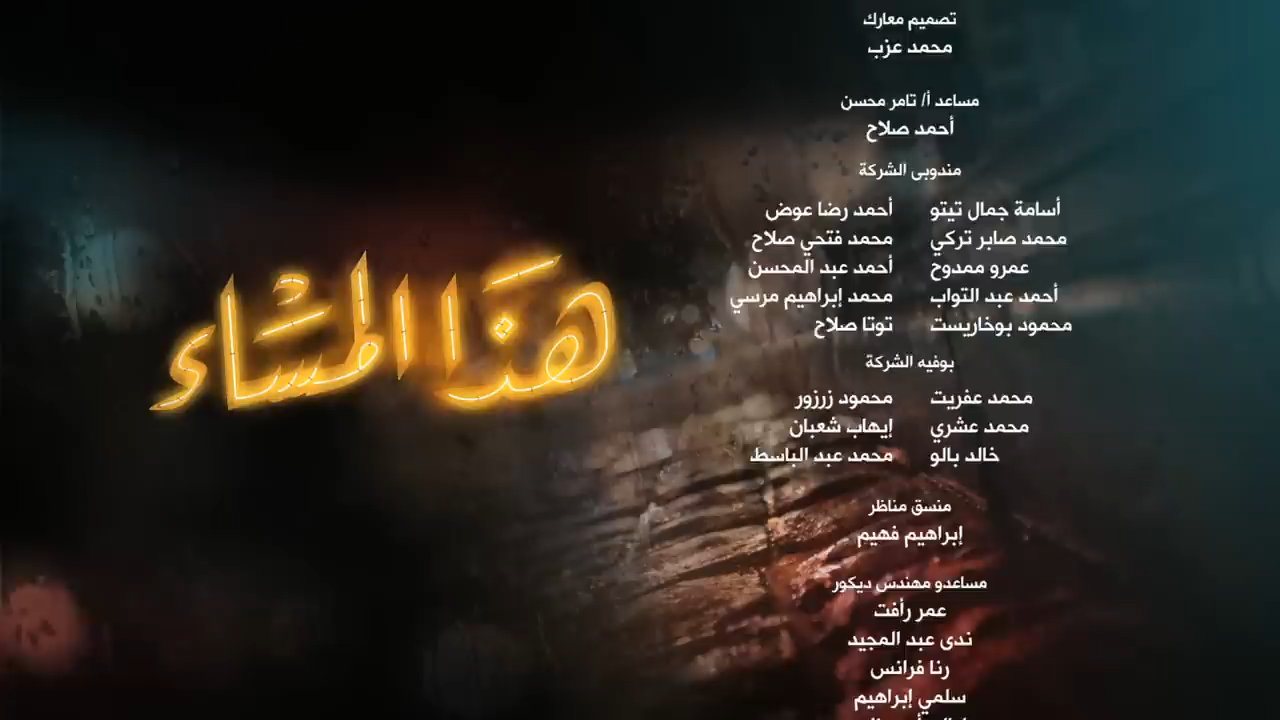 هَذَا المَسَاء
تصميم معارك
محمد عزب
مساعد أ/ تامر محسن
أحمد صلاح
مندوبى الشركة
أسامة جمال تيتو أحمد رضا عوض
محمد صابر تركي محمد فتحي صلاح
عمرو ممدوح أحمد عبد المحسن
أحمد عبد التواب محمد إبراهيم مرسي
محمود بوخاريست توتا صلاح
بوفيه الشركة
محمد عفريت محمود زرزور
محمد عشري إيهاب شعبان
خالد بالو محمد عبد الباسط
منسق مناظر
إبراهيم فهيم
مساعدو مهندس ديكور
عمر رأفت
ندى عبد المجيد
رنا فرانس
سلمي إبراهيم